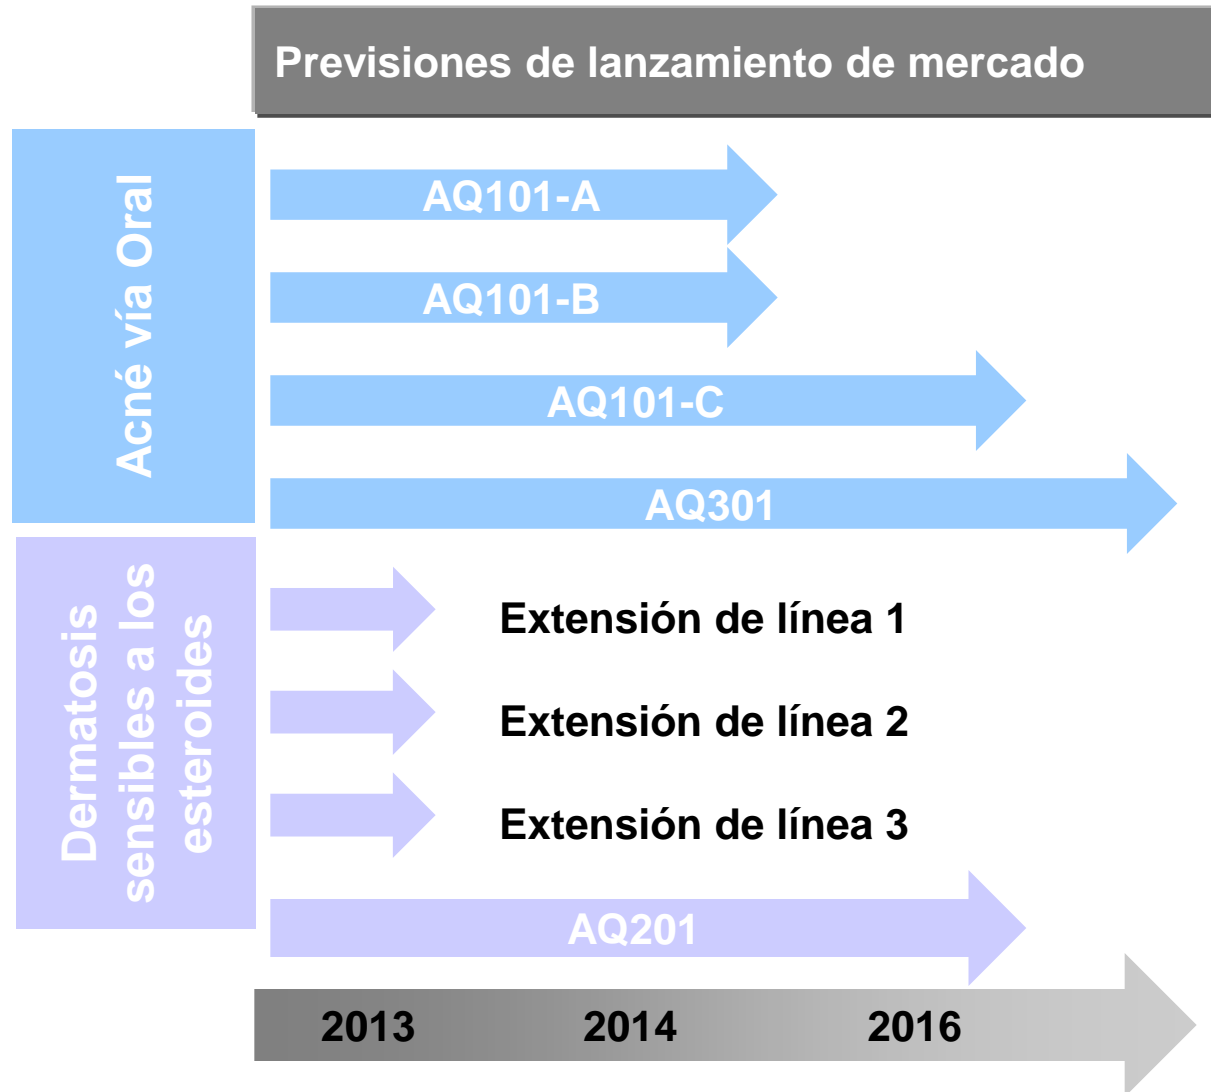 Previsiones de lanzamiento de mercado
Acné vía Oral
AQ101-A
AQ101-B
AQ101-C
AQ301
Dermatosis
sensibles a los
esteroides
Extensión de línea 1
Extensión de línea 2
Extensión de línea 3
AQ201
2013 2014 2016